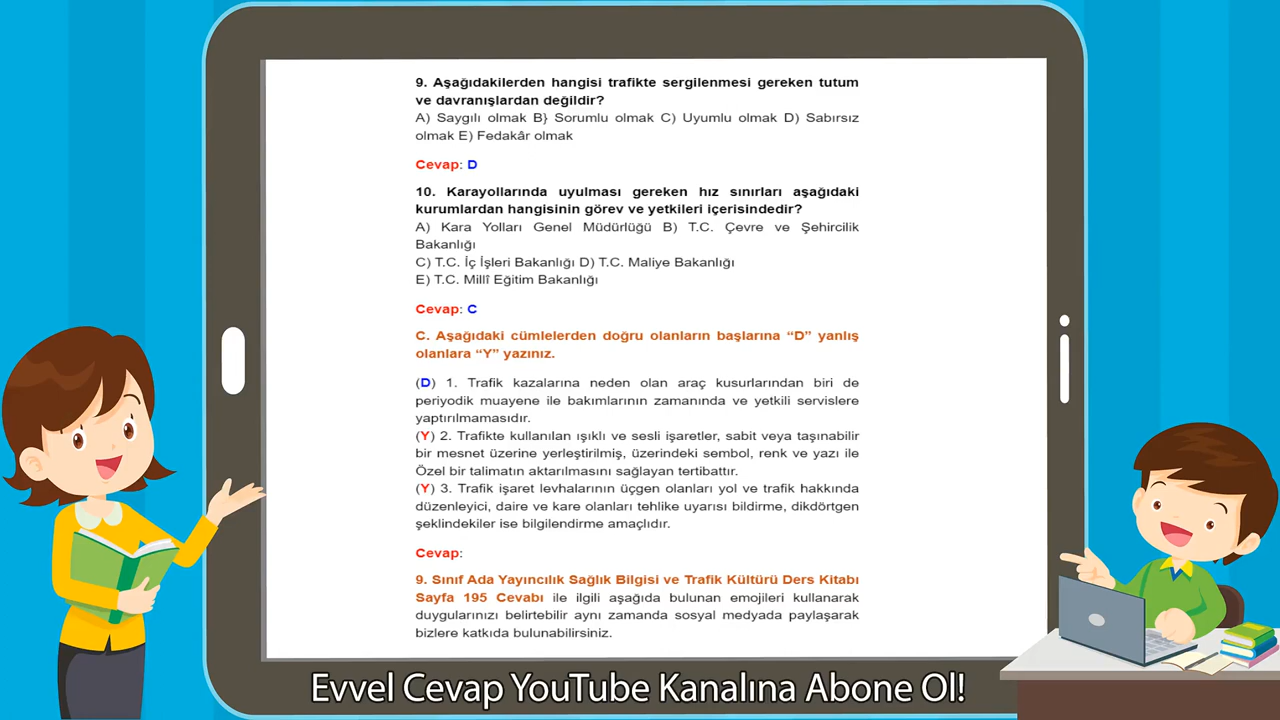 9. Aşağıdakilerden hangisi trafikte sergilenmesi gereken tutum
ve davranışlardan değildir?
A) Saygılı olmak B} Sorumlu olmak C) Uyumlu olmak D) Sabırsız
olmak E) Fedakâr olmak
Cevap: D
10. Karayollarında uyulması gereken hız sınırları aşağıdaki
kurumlardan hangisinin görev ve yetkileri içerisindedir?
A) Kara Yolları Genel Müdürlüğü B) T.C. Çevre ve Şehircilik
Bakanlığı
C) T.C. İç İşleri Bakanlığı D) T.C. Maliye Bakanlığı
E) T.C. Millî Eğitim Bakanlığı
Cevap: C
C. Aşağıdaki cümlelerden doğru olanların başlarına “D” yanlış
olanlara “Y” yazınız.
(D) 1. Trafik kazalarına neden olan araç kusurlarından biri de
periyodik muayene ile bakımlarının zamanında ve yetkili servislere
yaptırılmamasıdır.
(Y) 2. Trafikte kullanılan ışıklı ve sesli işaretler, sabit veya taşınabilir
bir mesnet üzerine yerleştirilmiş, üzerindeki sembol, renk ve yazı ile
Özel bir talimatın aktarılmasını sağlayan tertibattır.
(Y) 3. Trafik işaret levhalarının üçgen olanları yol ve trafik hakkında
düzenleyici, daire ve kare olanları tehlike uyarısı bildirme, dikdörtgen
şeklindekiler ise bilgilendirme amaçlıdır.
Cevap:
9. Sınıf Ada Yayıncılık Sağlık Bilgisi ve Trafik Kültürü Ders Kitabı
Sayfa 195 Cevabı ile ilgili aşağıda bulunan emojileri kullanarak
duygularınızı belirtebilir aynı zamanda sosyal medyada paylaşarak
bizlere katkıda bulunabilirsiniz.
Evvel Cevap YouTube Kanalına Abone Ol!